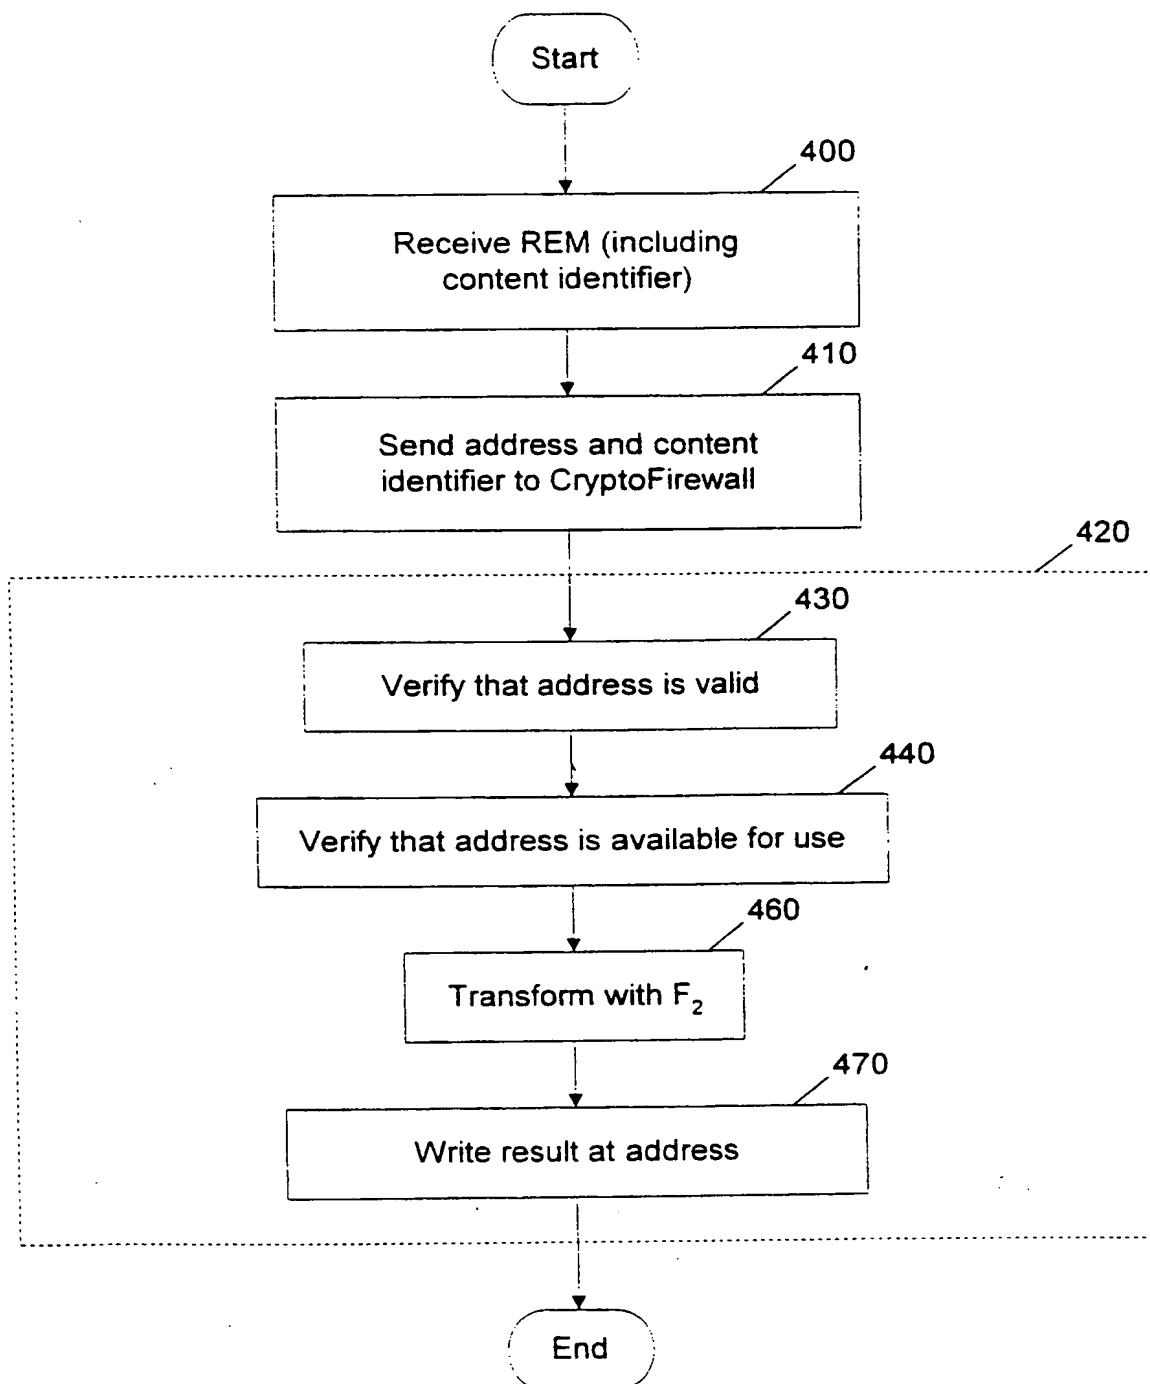 Start
400
Receive REM (including
content identifier)
410
Send address and content
identifier to CryptoFirewall
420
430
Verify that address is valid
440
Verify that address is available for use
460
Transform with F₂
470
Write result at address
End